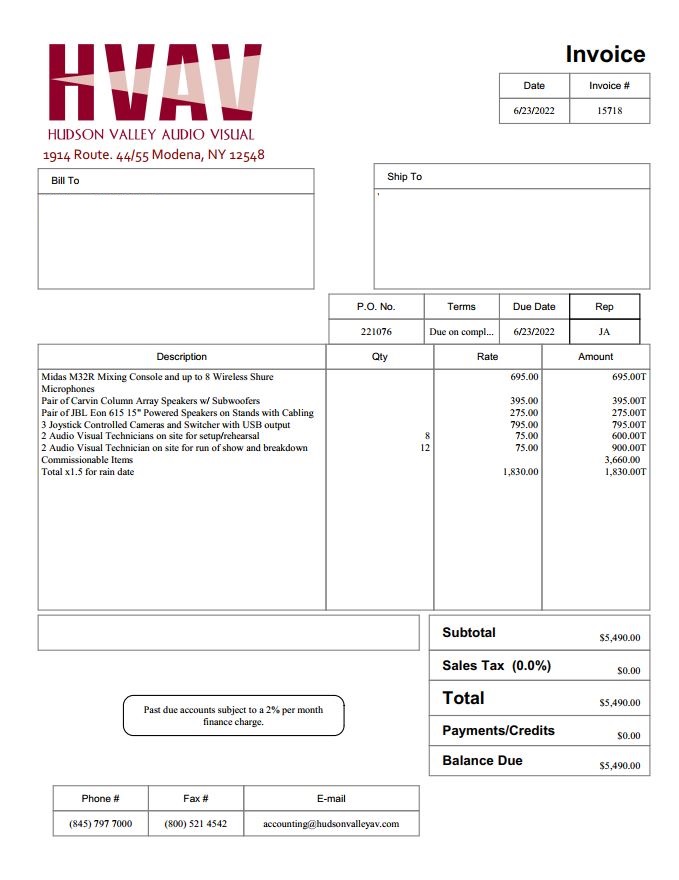 HVAV
HUDSON VALLEY AUDIO VISUAL
1914 Route. 44/55 Modena, NY 12548
Invoice
Date Invoice #
6/23/2022 15718
Bill To
Ship To
'
P.O. No. Terms Due Date Rep
221076 Due on compl... 6/23/2022 JA
Description Qty Rate Amount
Midas M32R Mixing Console and up to 8 Wireless Shure 695.00 695.00T
Microphones
Pair of Carvin Column Array Speakers w/ Subwoofers 395.00 395.00T
Pair of JBL Eon 615 15" Powered Speakers on Stands with Cabling 275.00 275.00T
3 Joystick Controlled Cameras and Switcher with USB output 795.00 795.00T
2 Audio Visual Technicians on site for setup/rehearsal 8 75.00 600.00T
2 Audio Visual Technician on site for run of show and breakdown 12 75.00 900.00T
Commissionable Items 3,660.00
Total x1.5 for rain date 1,830.00 1,830.00T
Subtotal $5,490.00
Sales Tax (0.0%) $0.00
Total $5,490.00
Payments/Credits $0.00
Balance Due $5,490.00
Past due accounts subject to a 2% per month
finance charge.
Phone # Fax # E-mail
(845) 797 7000 (800) 521 4542 accounting@hudsonvalleyav.com